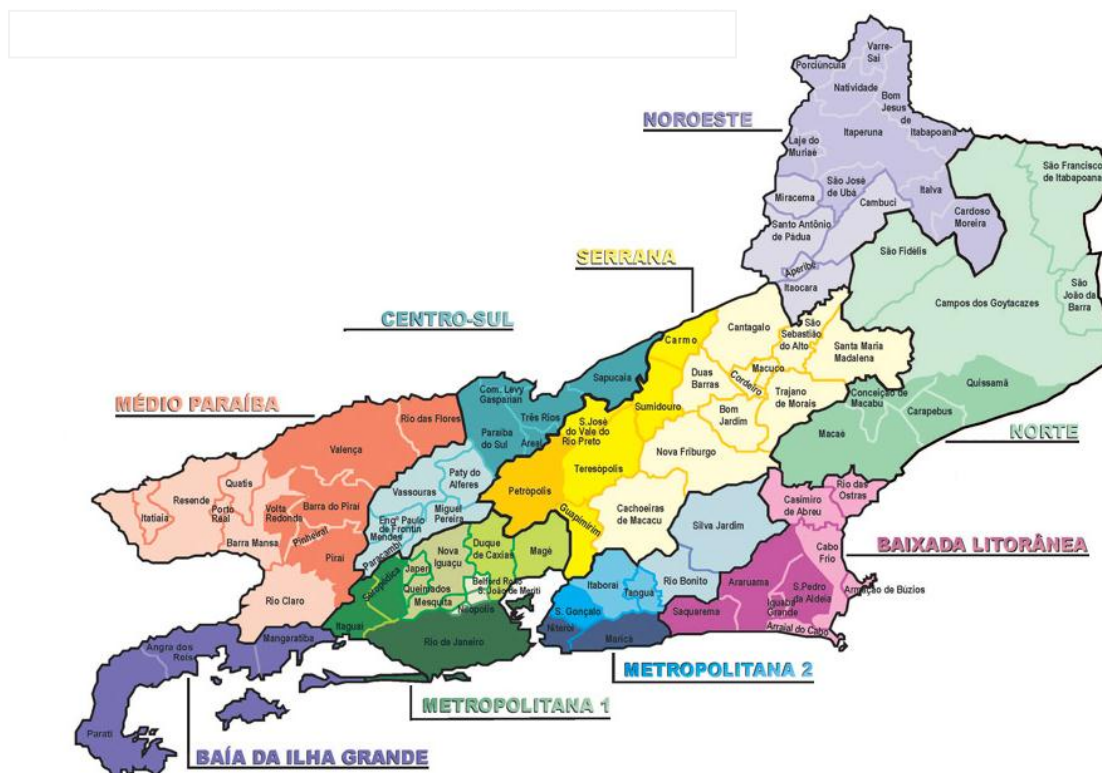 Varre-
Sai
Porciúncula
Natividade
Bom
Jesus
de
Itabapoana
NOROESTE
Itaperuna
Laje do
Muriaé
São Francisco
de Itabapoana
São José
de Ubá
Italva
Miracema
Cambuci
Cardoso
Moreira
Santo Antônio
de Pádua
São Fidélis
SERRANA
Aperibé
Itaocara
São
João da
Barra
Campos dos Goytacazes
CENTRO-SUL
Cantagalo
São
Sebastião
do Alto
Carmo
Santa Maria
Madalena
Macuco
Cordeiro
Duas
Barras
Sapucaia
Com. Levy
Gasparian
Quissamã
Trajano
de Morais
Conceição de
Macabu
MÉDIO PARAÍBA
Rio das Flores
Três Rios
Sumidouro
Bom
Jardim
Carapebus
S.José
do Vale do
Rio Preto
Paraíba
do Sul
Areal
NORTE
Macaé
Valença
Nova Friburgo
Teresópolis
Paty do
Alferes
Quatis
Resende
Vassouras
Petrópolis
Rio das
Ostras
Casimiro
de Abreu
Porto
Real
Volta
Redonda
Barra do Piraí
Itatiaia
Miguel
Pereira
Cachoeiras
de Macacu
Guapimirim
Silva Jardim
Engº Paulo
de Frontin
Mendes
Pinheiral
Barra Mansa
Piraí
Paracambi
Nova
Iguaçu
Duque
de Caxias
Magé
Cabo
Frio
BAIXADA LITORÂNEA
Japeri
Seropédica
Queimados
Belford Roxo
S. João de Meriti
Itaboraí
Rio Bonito
Araruama
S.Pedro
da Aldeia
Armação de Búzios
Mesquita
Nilópolis
Tanguá
Rio Claro
S. Gonçalo
Saquarema
Iguaba
Grande
Arraial do Cabo
Itaguaí
Niterói
Maricá
Rio de Janeiro
Mangaratiba
Angra dos
Reis
METROPOLITANA 2
METROPOLITANA 1
Parati
BAÍA DA ILHA GRANDE